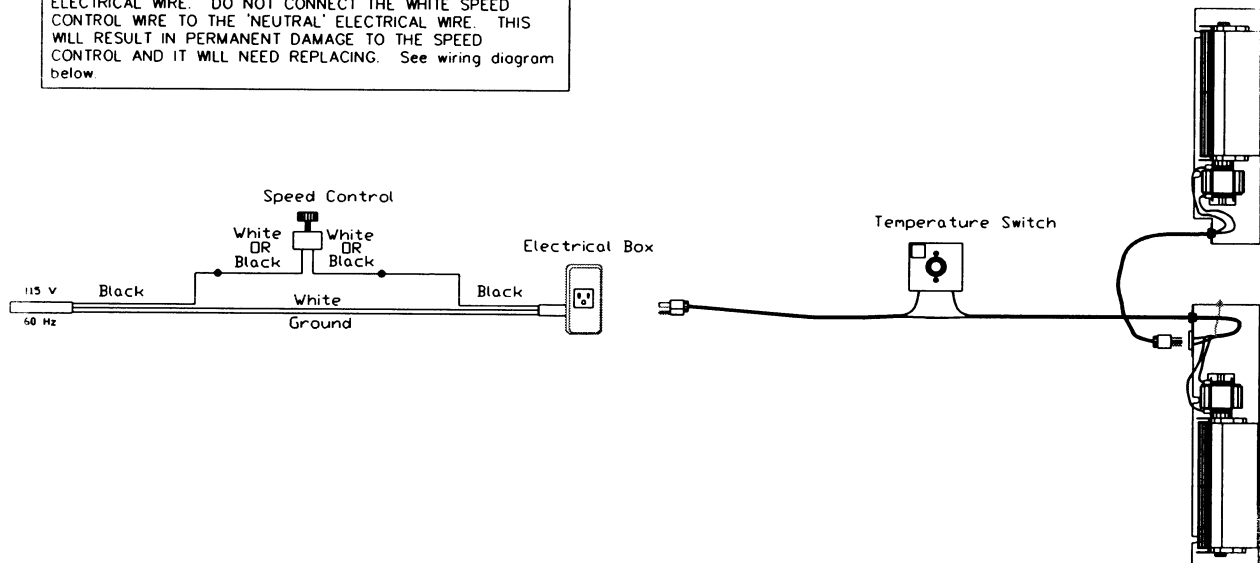 ELECTRICAL WIRE. DO NOT CONNECT THE WHITE SPEED
CONTROL WIRE TO THE 'NEUTRAL' ELECTRICAL WIRE. THIS
WILL RESULT IN PERMANENT DAMAGE TO THE SPEED
CONTROL AND IT WILL NEED REPLACING. See wiring diagram
below.
Speed Control
White
OR
Black
White
OR
Black
Electrical Box
Temperature Switch
115 V
Black
White
Black
60 Hz
Ground